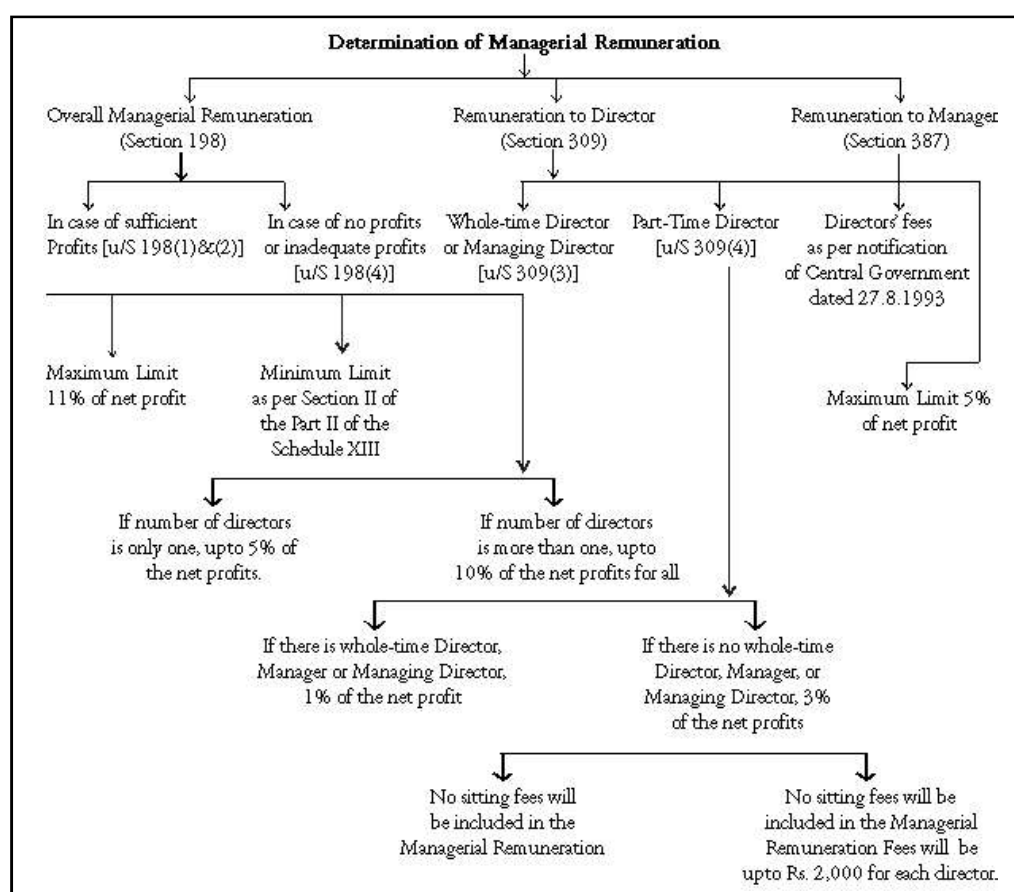 Determination of Managerial Remuneration
Overall Managerial Remuneration
(Section 198)
Remuneration to Director
(Section 309)
Remuneration to Manager
(Section 387)
In case of sufficient
Profits [u/S 198(1)&(2)]
In case of no profits
or inadequate profits
[u/S 198(4)]
Whole-time Director
or Managing Director
[u/S 309(3)]
Part-Time Director
[u/S 309(4)]
Directors' fees
as per notification
of Central Government
dated 27.8.1993
Maximum Limit
11% of net profit
Minimum Limit
as per Section II of
the Part II of the
Schedule XIII
Maximum Limit 5%
of net profit
If number of directors
is only one, upto 5% of
the net profits.
If number of directors
is more than one, upto
10% of the net profits for all
If there is whole-time Director,
Manager or Managing Director,
1% of the net profit
If there is no whole-time
Director, Manager, or
Managing Director, 3%
of the net profits
No sitting fees will
be included in the
Managerial Remuneration
No sitting fees will be
included in the Managerial
Remuneration Fees will be
upto Rs. 2,000 for each director.